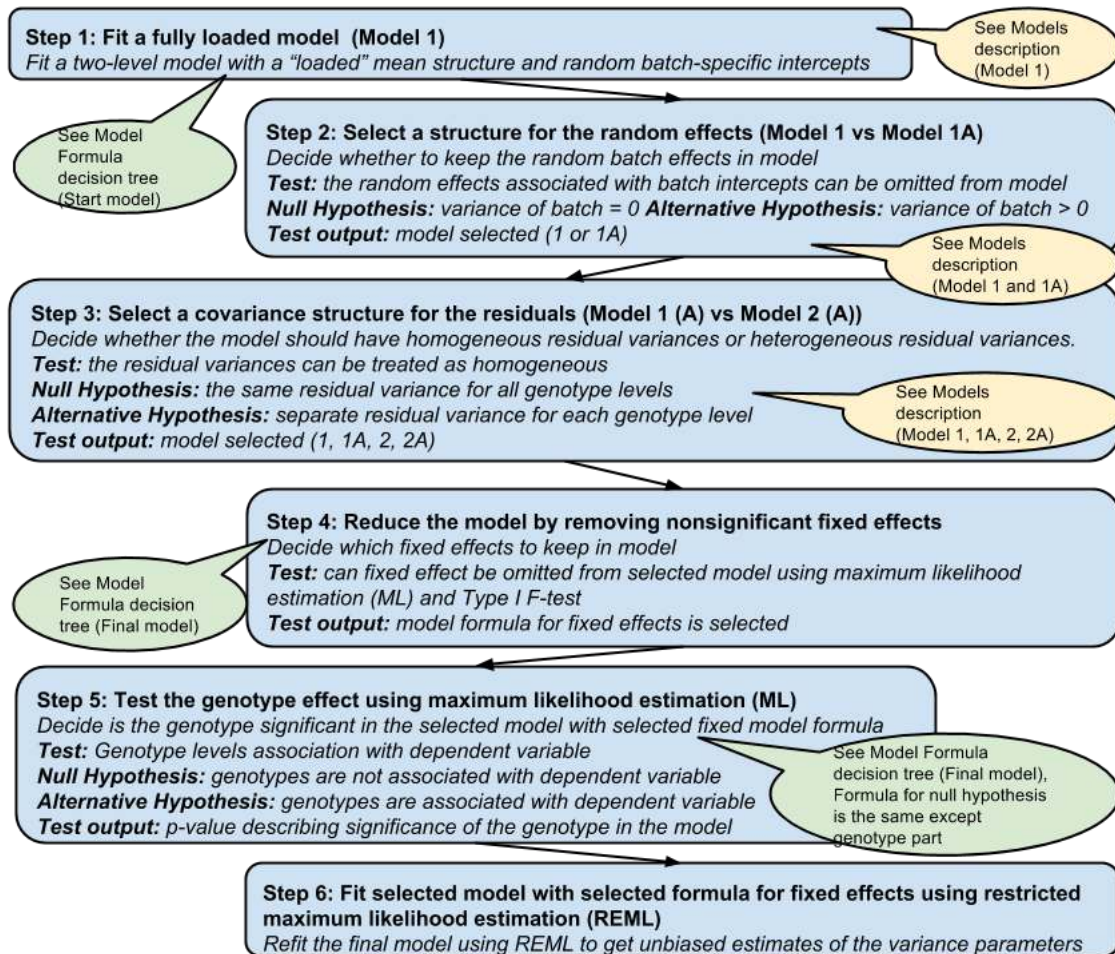 Step 1: Fit a fully loaded model (Model 1)
Fit a two-level model with a “loaded” mean structure and random batch-specific intercepts
See Models
description
(Model 1)
See Model
Formula
decision tree
(Start model)
Step 2: Select a structure for the random effects (Model 1 vs Model 1A)
Decide whether to keep the random batch effects in model
Test: the random effects associated with batch intercepts can be omitted from model
Null Hypothesis: variance of batch = 0 Alternative Hypothesis: variance of batch > 0
Test output: model selected (1 or 1A)
See Models
description
(Model 1 and 1A)
Step 3: Select a covariance structure for the residuals (Model 1 (A) vs Model 2 (A))
Decide whether the model should have homogeneous residual variances or heterogeneous residual variances.
Test: the residual variances can be treated as homogeneous
Null Hypothesis: the same residual variance for all genotype levels
Alternative Hypothesis: separate residual variance for each genotype level
Test output: model selected (1, 1A, 2, 2A)
See Models
description
(Model 1, 1A, 2, 2A)
Step 4: Reduce the model by removing nonsignificant fixed effects
Decide which fixed effects to keep in model
Test: can fixed effect be omitted from selected model using maximum likelihood
estimation (ML) and Type I F-test
Test output: model formula for fixed effects is selected
See Model
Formula decision
tree (Final model)
Step 5: Test the genotype effect using maximum likelihood estimation (ML)
Decide is the genotype significant in the selected model with selected fixed model formula
Test: Genotype levels association with dependent variable
Null Hypothesis: genotypes are not associated with dependent variable
Alternative Hypothesis: genotypes are associated with dependent variable
Test output: p-value describing significance of the genotype in the model
See Model Formula
decision tree (Final model),
Formula for null hypothesis
is the same except
genotype part
Step 6: Fit selected model with selected formula for fixed effects using restricted
maximum likelihood estimation (REML)
Refit the final model using REML to get unbiased estimates of the variance parameters